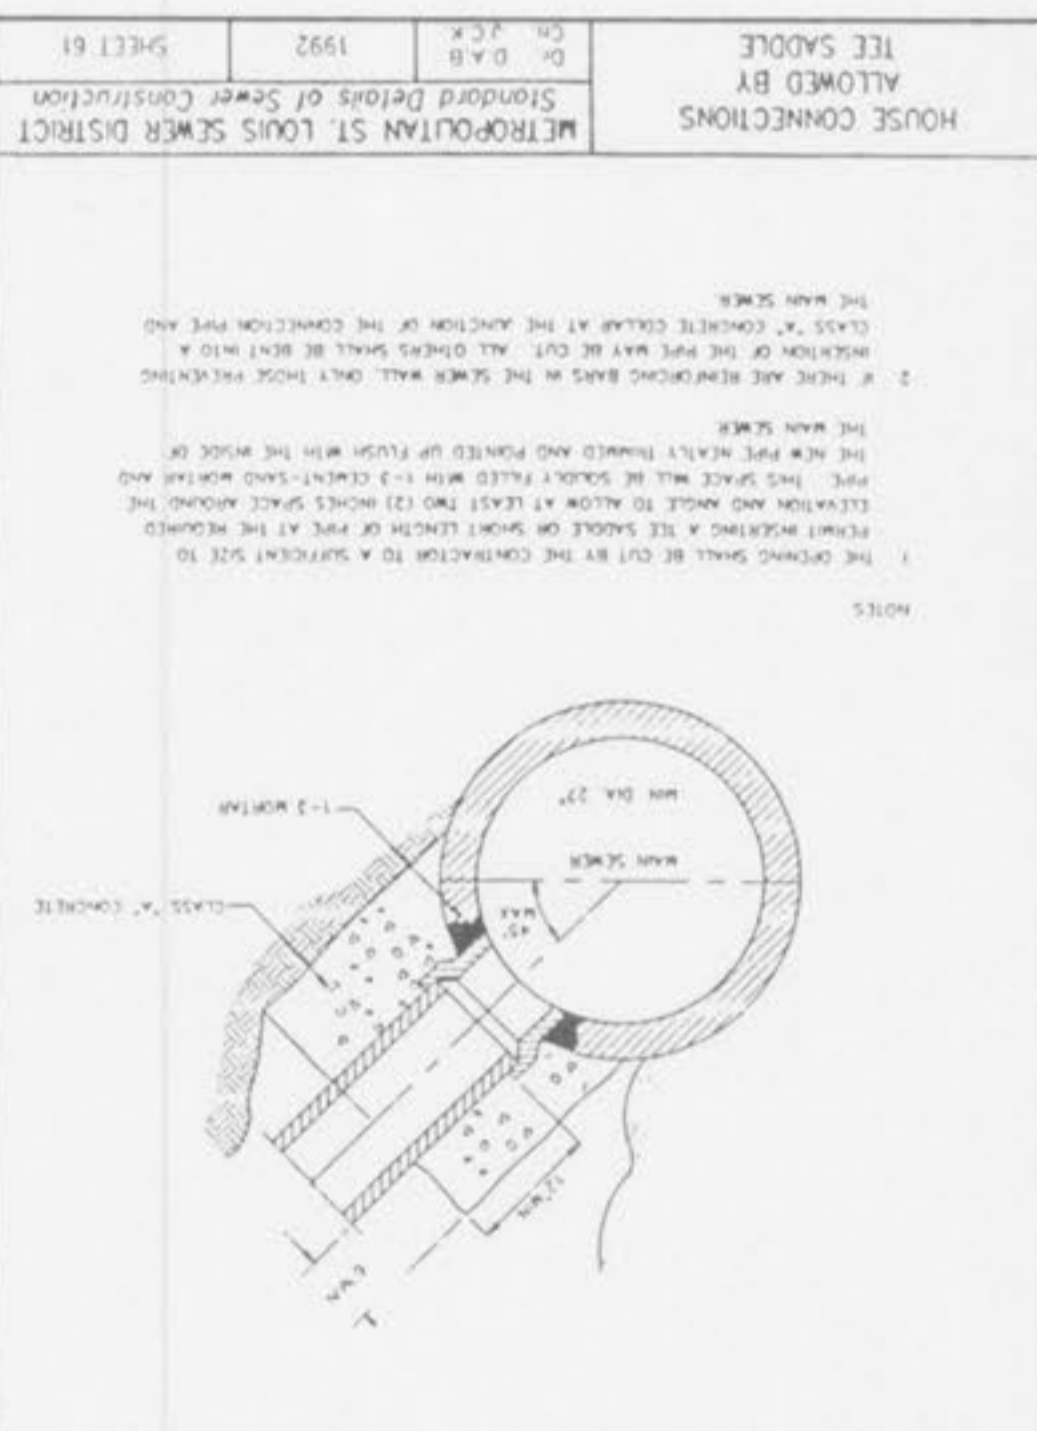 6" MIN
12" MIN
CLASS "A" CONCRETE
45°
MAX
MAIN SEWER
1-3 MORTAR
MIN DIA
NOTES
1 THE OPENING SHALL BE CUT BY THE CONTRACTOR TO A SUFFICIENT SIZE TO
PERMIT INSERTING A TEE SADDLE OR SHORT LENGTH OF PIPE AT THE REQUIRED
ELEVATION AND ANGLE TO ALLOW AT LEAST TWO (2) INCHES SPACE AROUND THE
PIPE THIS SPACE WILL BE SOLIDLY FILLED WITH 1-3 CEMENT-SAND MORTAR AND
THE NEW PIPE NEATLY TRIMMED AND POINTED UP FLUSH WITH THE INSIDE OF
THE MAIN SEWER
2 IF THERE ARE REINFORCING BARS IN THE SEWER WALL, ONLY THOSE PREVENTING
INSERTION OF THE PIPE MAY BE CUT. ALL OTHERS SHALL BE BENT INTO A
CLASS "A" CONCRETE COLLAR AT THE JUNCTION OF THE CONNECTION PIPE AND
THE MAIN SEWER
HOUSE CONNECTIONS
ALLOWED BY
TEE SADDLE
METROPOLITAN ST. LOUIS SEWER DISTRICT
Standard Details of Sewer Construction
Dr D.A.B
Ch J.C.K
1992
SHEET 61